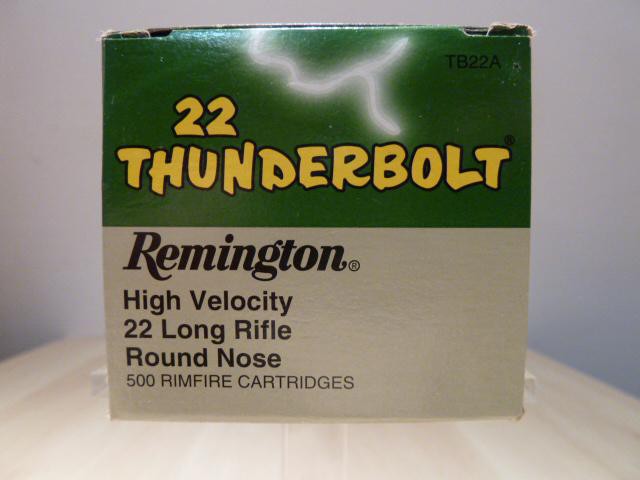 TB22A
22
THUNDERBOLT®
Remington®
High Velocity
22 Long Rifle
Round Nose
500 RIMFIRE CARTRIDGES